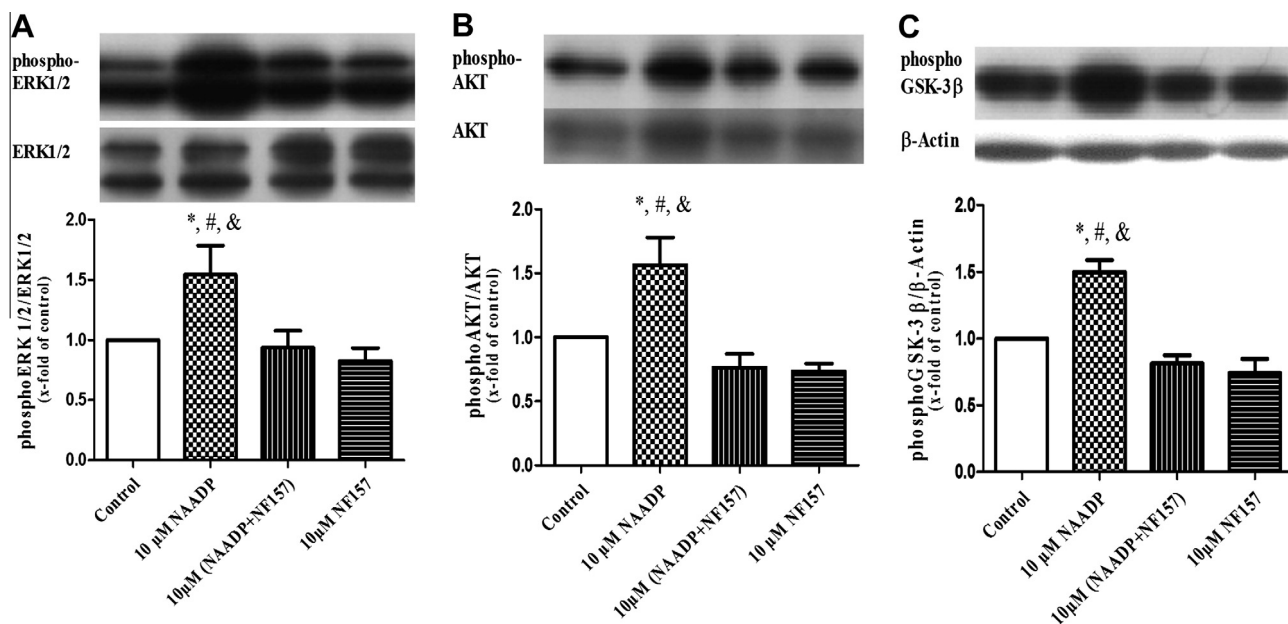 A
phospho-
ERK1/2
ERK1/2
*, #, &
phosphoERK 1/2/ERK1/2
(x-fold of control)
2.0
1.5
1.0
0.5
0.0
Control
10 µM NAADP
10µM (NAADP+NF157)
10µM NF157
B
phospho-
AKT
AKT
*, #, &
phosphoAKT/AKT
(x-fold of control)
2.0
1.5
1.0
0.5
0.0
Control
10 µM NAADP
10µM (NAADP+NF157)
10 µM NF157
C
phospho
GSK-3β
β-Actin
*, #, &
phosphoGSK-3 β/β-Actin
(x-fold of control)
2.0
1.5
1.0
0.5
0.0
Control
10 µM NAADP
10µM (NAADP+NF157)
10µM NF157